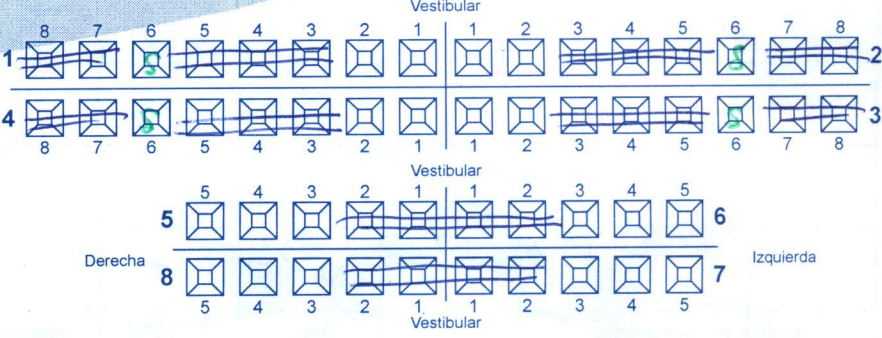 Vestibular
8 7 6 5 4 3 2 1 1 2 3 4 5 6 7 8
1 S S 2
4 S S 3
8 7 6 5 4 3 2 1 1 2 3 4 5 6 7 8
Vestibular
5 4 3 2 1 1 2 3 4 5
5 6
Derecha Izquierda
8 7
5 4 3 2 1 1 2 3 4 5
Vestibular